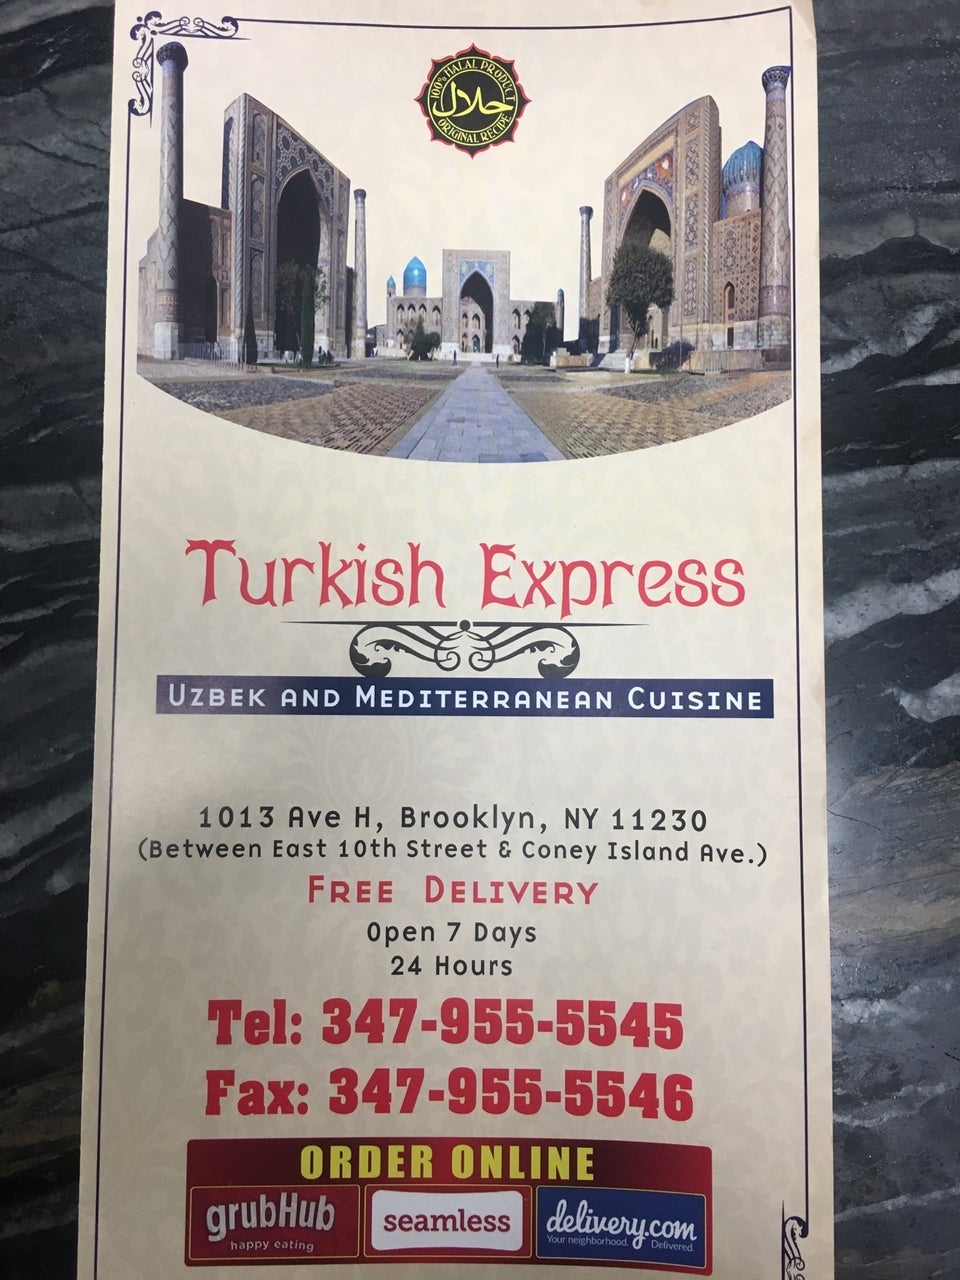 100% HALAL PRODUCT
حلال
ORIGINAL RECIPE
Turkish Express
Uzbek and Mediterranean Cuisine
1013 Ave H, Brooklyn, NY 11230
(Between East 10th Street & Coney Island Ave.)
Free Delivery
Open 7 Days
24 Hours
Tel: 347-955-5545
Fax: 347-955-5546
ORDER ONLINE
grubHub
happy eating
seamless
delivery.com
Your neighborhood. Delivered.